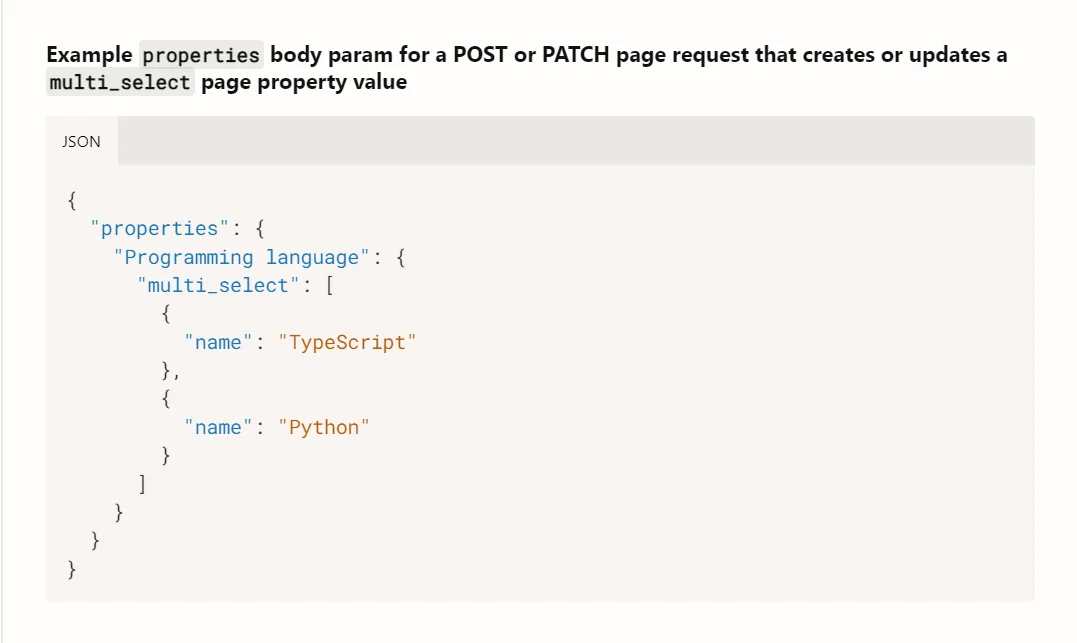 Example properties body param for a POST or PATCH page request that creates or updates a
multi_select page property value
JSON
{
  "properties": {
    "Programming language": {
      "multi_select": [
        {
          "name": "TypeScript"
        },
        {
          "name": "Python"
        }
      ]
    }
  }
}